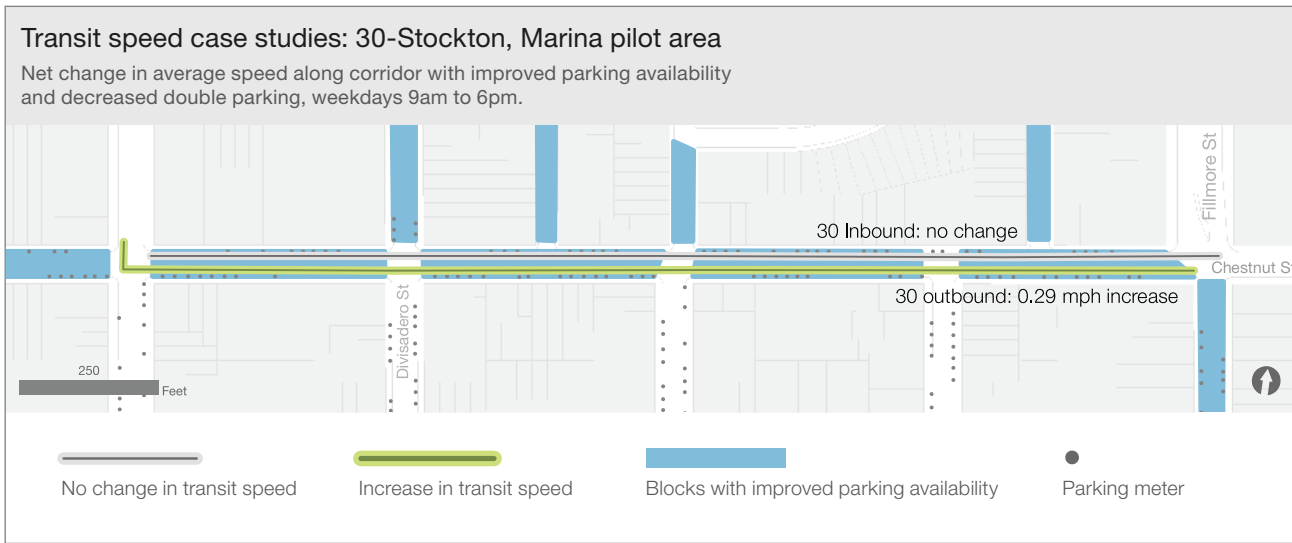 Transit speed case studies: 30-Stockton, Marina pilot area
Net change in average speed along corridor with improved parking availability
and decreased double parking, weekdays 9am to 6pm.
Fillmore St
30 Inbound: no change
Chestnut St
30 outbound: 0.29 mph increase
Divisadero St
250
Feet
No change in transit speed
Increase in transit speed
Blocks with improved parking availability
Parking meter